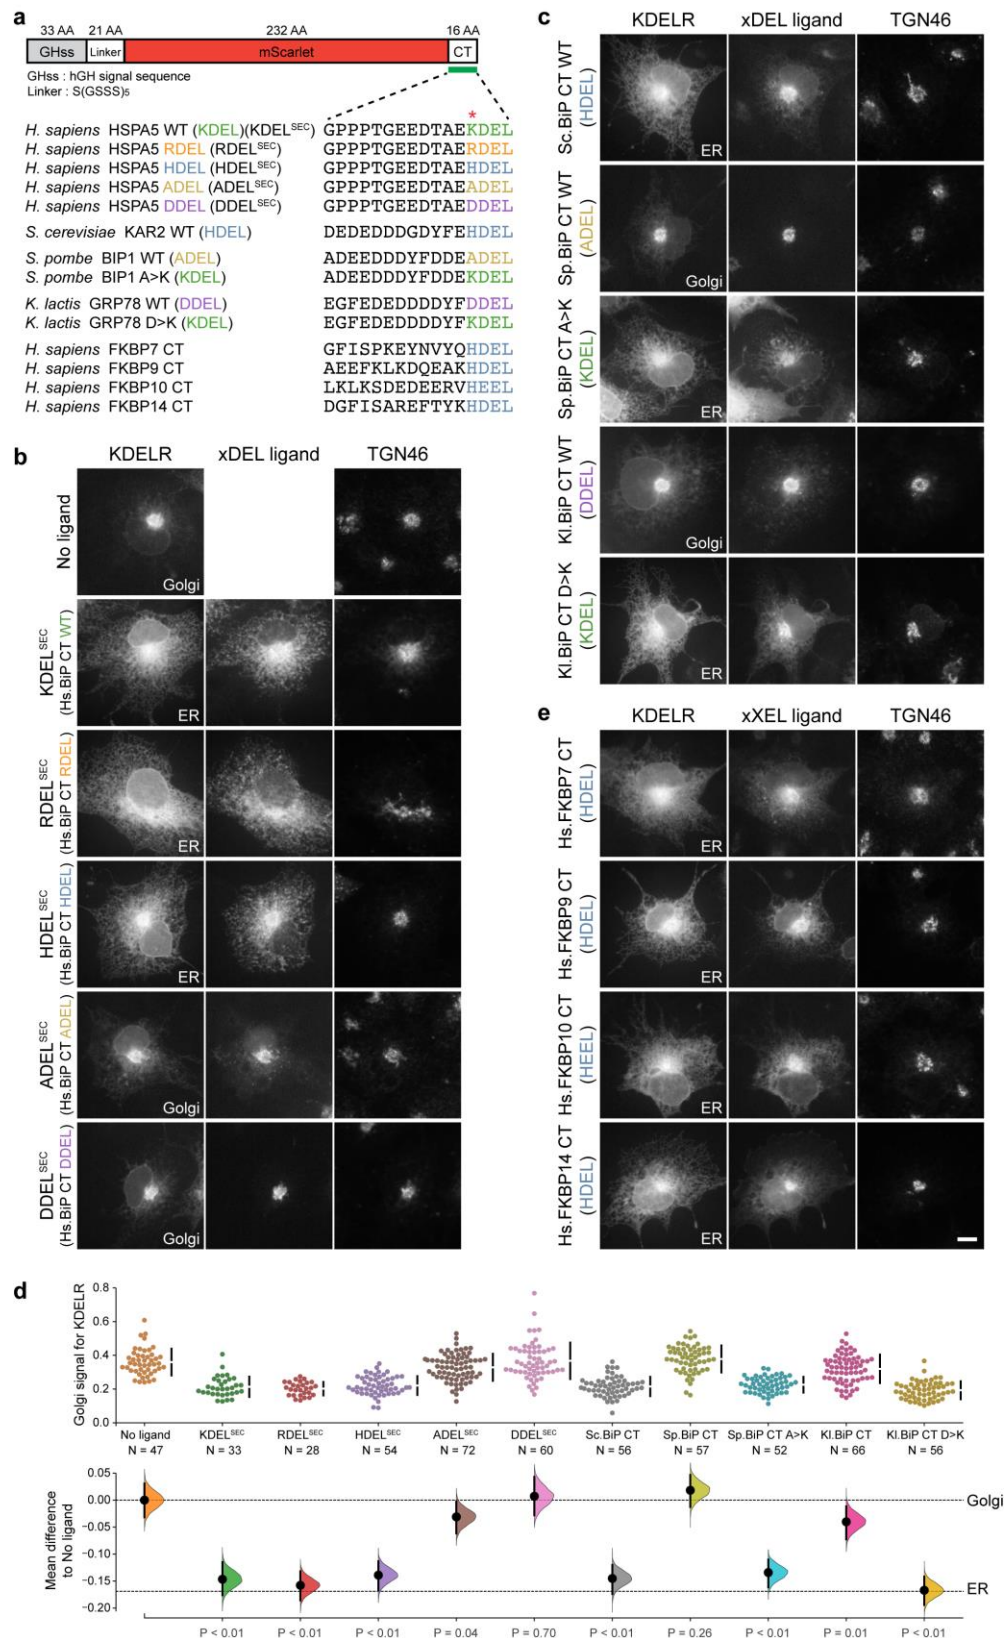 a
33 AA 21 AA 232 AA 16 AA
GHss Linker mScarlet CT
GHss : hGH signal sequence
Linker : S(GSSS)5
*
H. sapiens HSPA5 WT (KDEL)(KDELSEC) GPPPTGEEDTAEKDEL
H. sapiens HSPA5 RDEL (RDELSEC) GPPPTGEEDTAERDEL
H. sapiens HSPA5 HDEL (HDELSEC) GPPPTGEEDTAEHDEL
H. sapiens HSPA5 ADEL (ADELSEC) GPPPTGEEDTAEADEL
H. sapiens HSPA5 DDEL (DDELSEC) GPPPTGEEDTAEDDEL
S. cerevisiae KAR2 WT (HDEL) DEDEDDDGDYFEHDEL
S. pombe BIP1 WT (ADEL) ADEEDDDYFDDEADEL
S. pombe BIP1 A>K (KDEL) ADEEDDDYFDDEKDEL
K. lactis GRP78 WT (DDEL) EGFEDEDDDDYFDDEL
K. lactis GRP78 D>K (KDEL) EGFEDEDDDDYFKDEL
H. sapiens FKBP7 CT GFISPKEYNVYQHDEL
H. sapiens FKBP9 CT AEEFKLKDQEAKHDEL
H. sapiens FKBP10 CT LKLKSDEDEERVHEEL
H. sapiens FKBP14 CT DGFISAREFTYKHDEL
b
KDELR xDEL ligand TGN46
No ligand
Golgi
KDELSEC
(Hs.BiP CT WT)
ER
RDELSEC
(Hs.BiP CT RDEL)
ER
HDELSEC
(Hs.BiP CT HDEL)
ER
ADELSEC
(Hs.BiP CT ADEL)
Golgi
DDELSEC
(Hs.BiP CT DDEL)
Golgi
c
KDELR xDEL ligand TGN46
Sc.BiP CT WT
(HDEL)
ER
Sp.BiP CT WT
(ADEL)
Golgi
Sp.BiP CT A>K
(KDEL)
ER
Kl.BiP CT WT
(DDEL)
Golgi
Kl.BiP CT D>K
(KDEL)
ER
e
KDELR xXEL ligand TGN46
Hs.FKBP7 CT
(HDEL)
ER
Hs.FKBP9 CT
(HDEL)
ER
Hs.FKBP10 CT
(HEEL)
ER
Hs.FKBP14 CT
(HDEL)
ER
d
Golgi signal for KDELR
0.8
0.6
0.4
0.2
0.0
No ligand KDELSEC RDELSEC HDELSEC ADELSEC DDELSEC Sc.BiP CT Sp.BiP CT Sp.BiP CT A>K Kl.BiP CT Kl.BiP CT D>K
N = 47 N = 33 N = 28 N = 54 N = 72 N = 60 N = 56 N = 57 N = 52 N = 66 N = 56
Mean difference
to No ligand
0.05
0.00
−0.05
−0.10
−0.15
−0.20
Golgi
ER
P < 0.01 P < 0.01 P < 0.01 P = 0.04 P = 0.70 P < 0.01 P = 0.26 P < 0.01 P = 0.01 P < 0.01